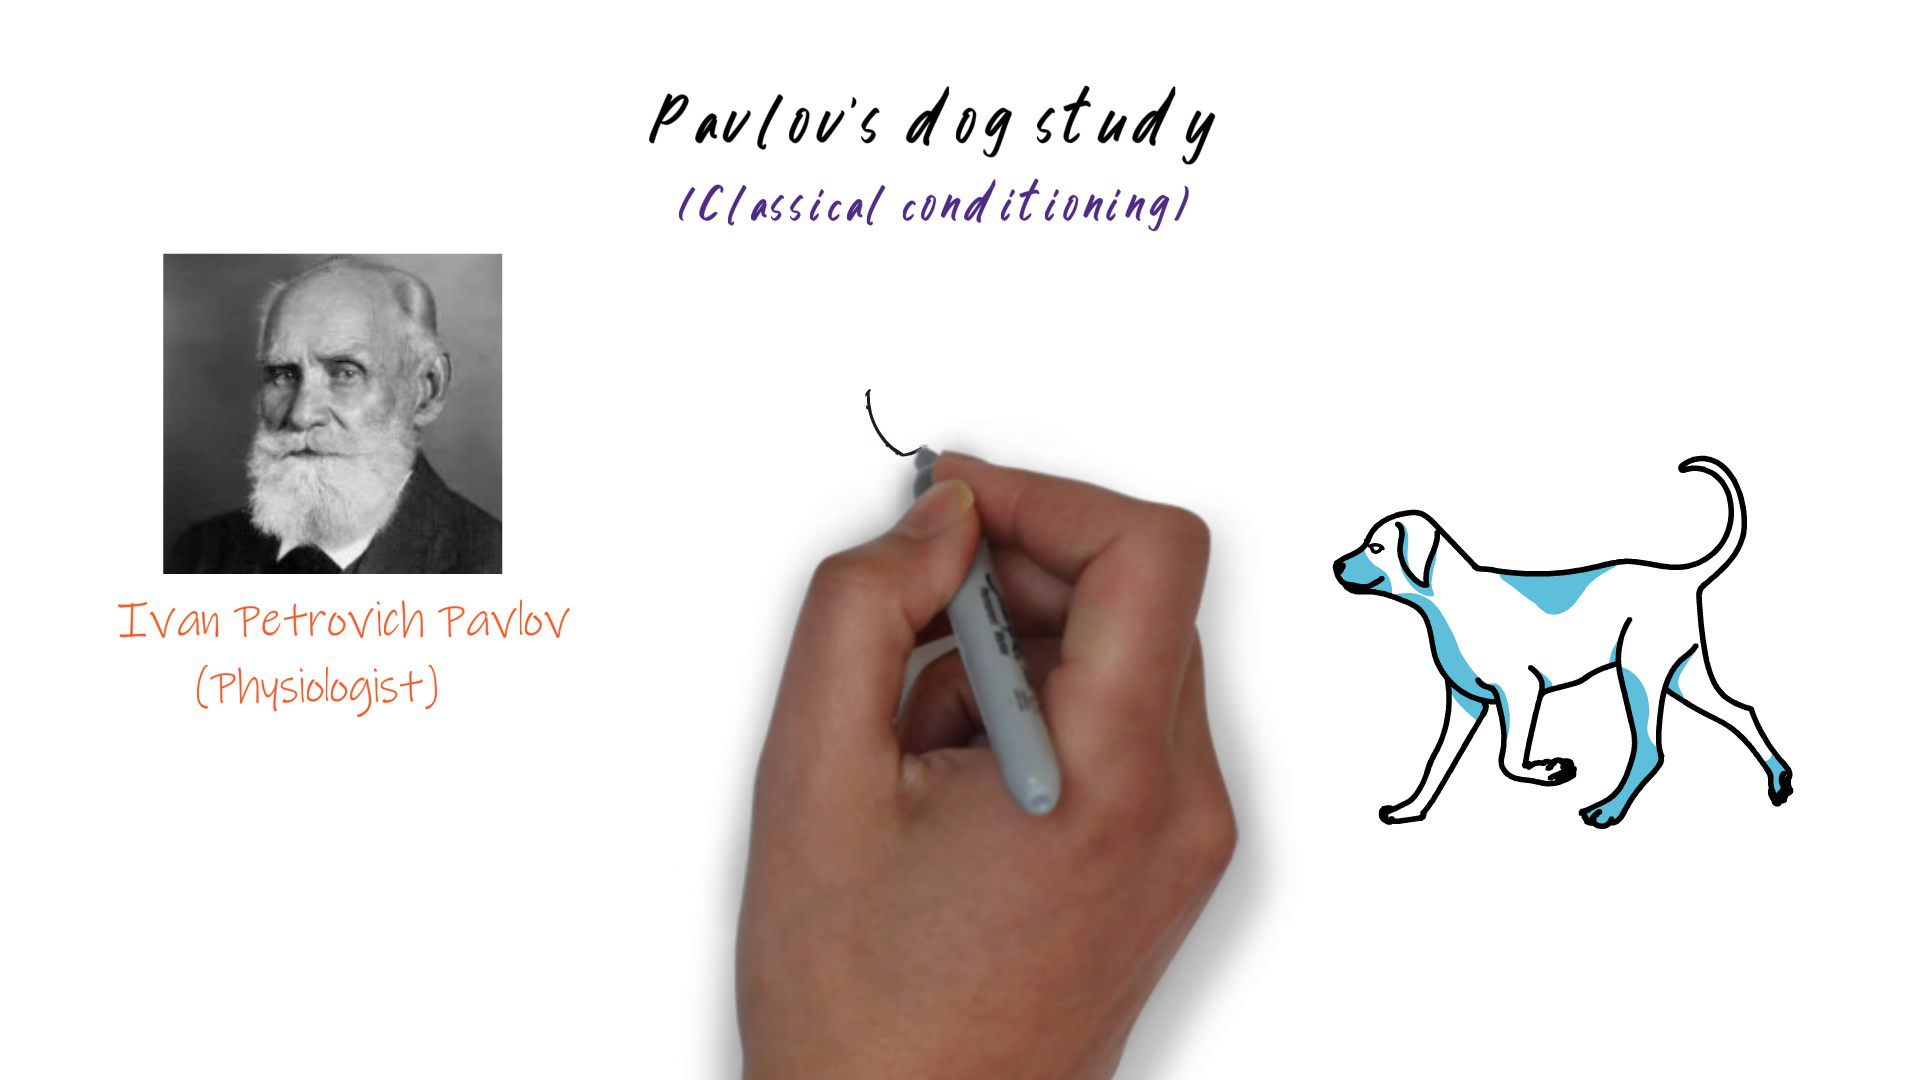 Pavlov's dog study
(Classical conditioning)
Ivan Petrovich Pavlov
(Physiologist)